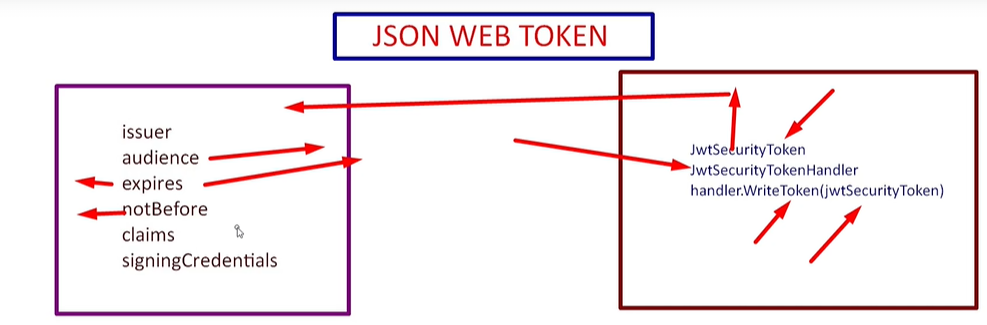 JSON WEB TOKEN
issuer
audience
expires
notBefore
claims
signingCredentials
JwtSecurityToken
JwtSecurityTokenHandler
handler.WriteToken(jwtSecurityToken)